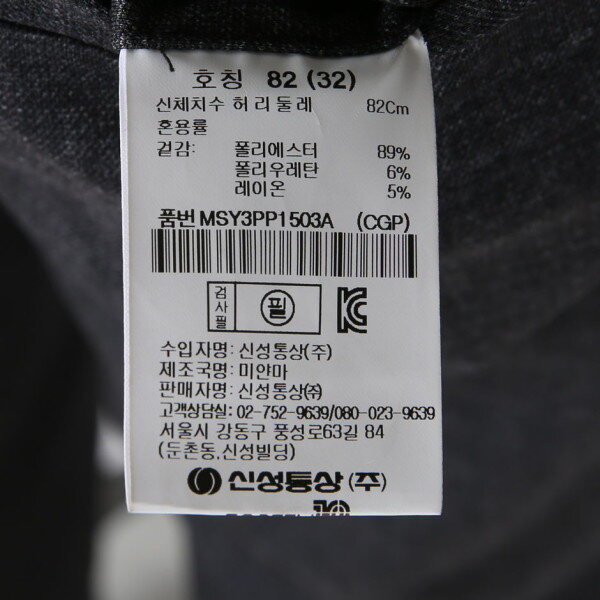 호칭 82 (32)
신체치수 허리둘레 82Cm
혼용률
겉감: 폴리에스터 89%
폴리우레탄 6%
레이온 5%
품번 MSY3PP1503A (CGP)
검사필 필
수입자명: 신성통상(주)
제조국명: 미얀마
판매자명: 신성통상㈜
고객상담실: 02-752-9639/080-023-9639
서울시 강동구 풍성로63길 84
(둔촌동,신성빌딩)
신성통상 (주)